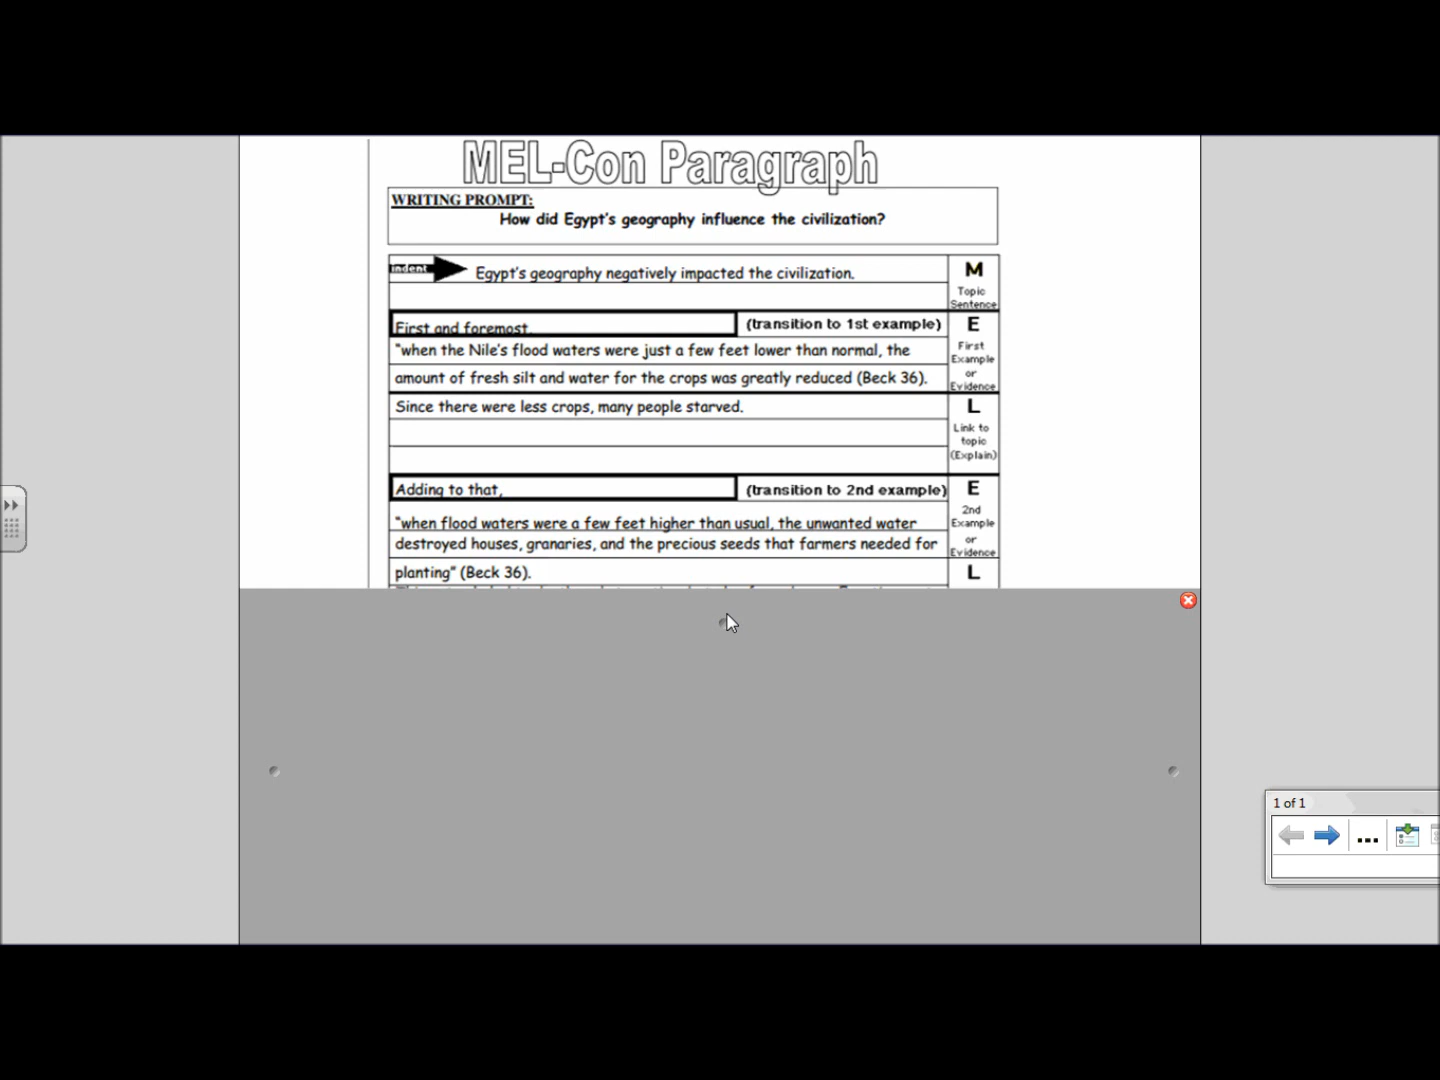 MEL-Con Paragraph
WRITING PROMPT:
How did Egypt's geography influence the civilization?
indent
Egypt's geography negatively impacted the civilization.
M
Topic
Sentence
First and foremost,
(transition to 1st example)
E
"when the Nile's flood waters were just a few feet lower than normal, the
amount of fresh silt and water for the crops was greatly reduced (Beck 36).
First
Example
or
Evidence
Since there were less crops, many people starved.
L
Link to
topic
(Explain)
Adding to that,
(transition to 2nd example)
E
"when flood waters were a few feet higher than usual, the unwanted water
destroyed houses, granaries, and the precious seeds that farmers needed for
2nd
Example
or
Evidence
planting" (Beck 36).
L
1 of 1